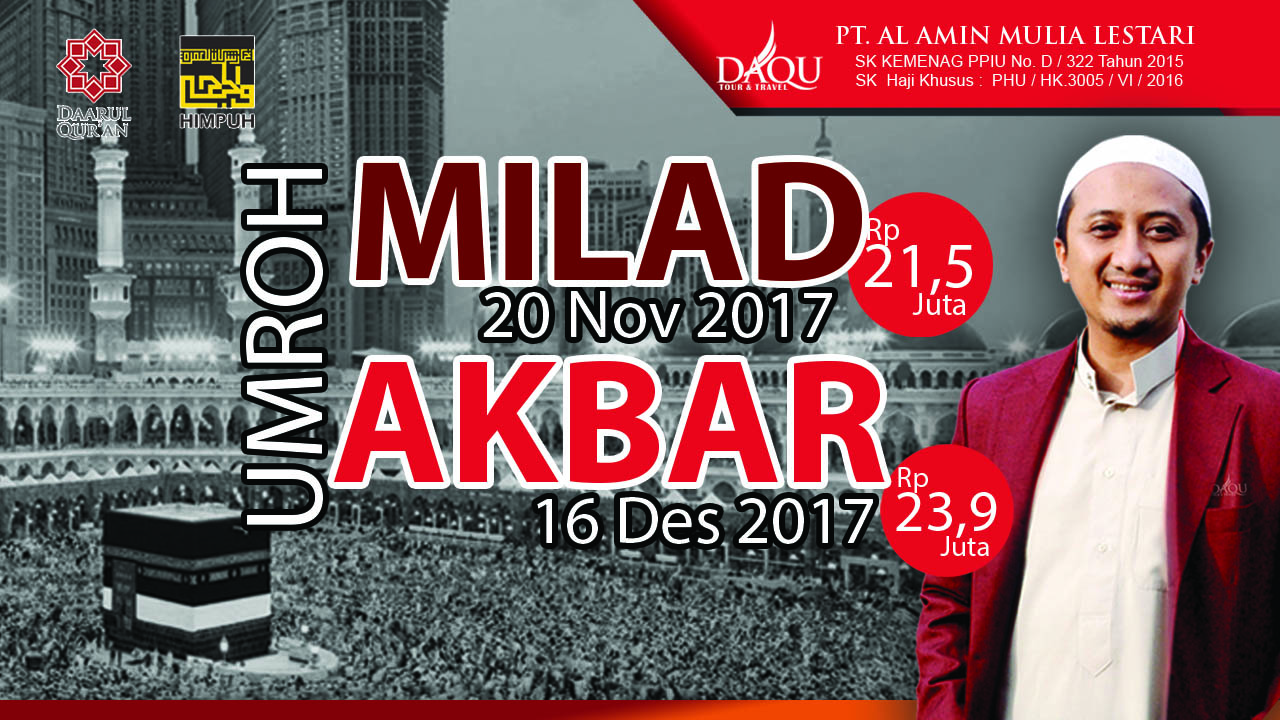 DAARUL
QUR'AN
HIMPUH
DAQU
TOUR & TRAVEL
PT. AL AMIN MULIA LESTARI
SK KEMENAG PPIU No. D / 322 Tahun 2015
SK Haji Khusus : PHU / HK.3005 / VI / 2016
UMROH
MILAD
20 Nov 2017
Rp
21,5
Juta
AKBAR
16 Des 2017
Rp
23,9
Juta
DAQU